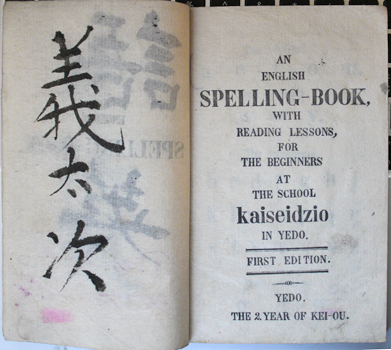 義太次
AN
ENGLISH
SPELLING-BOOK,
WITH
READING LESSONS,
FOR
THE BEGINNERS
AT
THE SCHOOL
kaiseidzio
IN YEDO.
FIRST EDITION.
YEDO.
THE 2. YEAR OF KEI-OU.